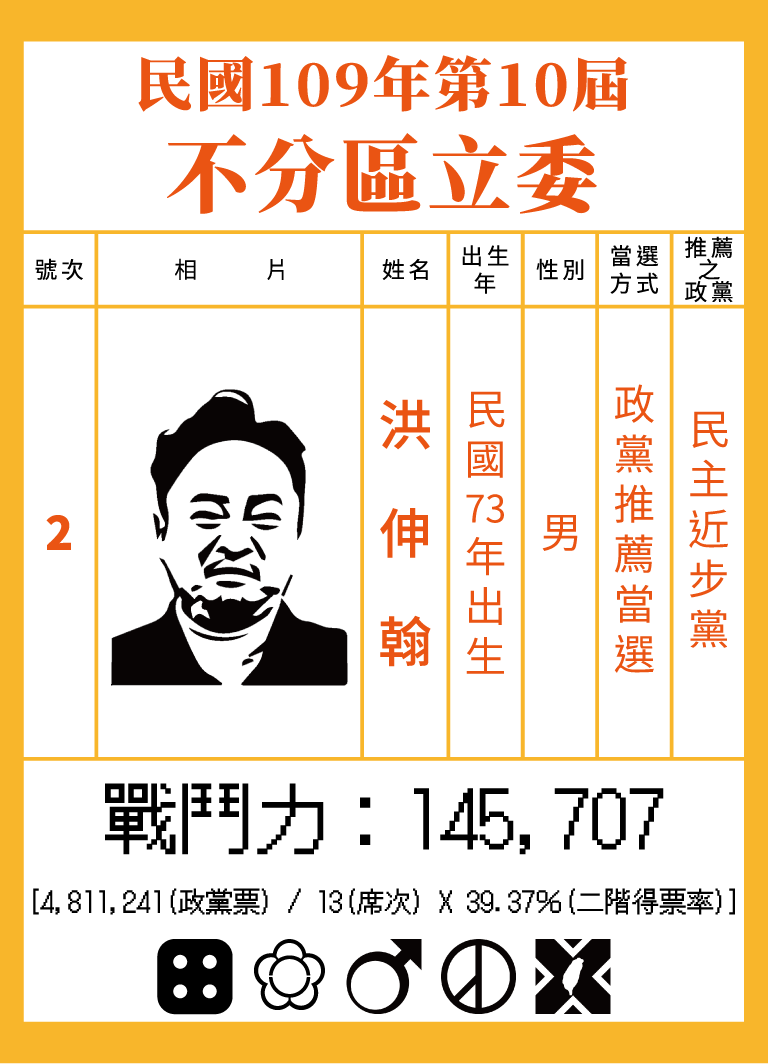 民國109年第10屆
不分區立委
號次
相 片
姓名
出生
年
性別
當選
方式
推薦
之
政黨
2
洪伸翰
民國73年出生
男
政黨推薦當選
民主近步黨
戰鬥力：145,707
[4,811,241(政黨票) / 13(席次) X 39.37%(二階得票率)]